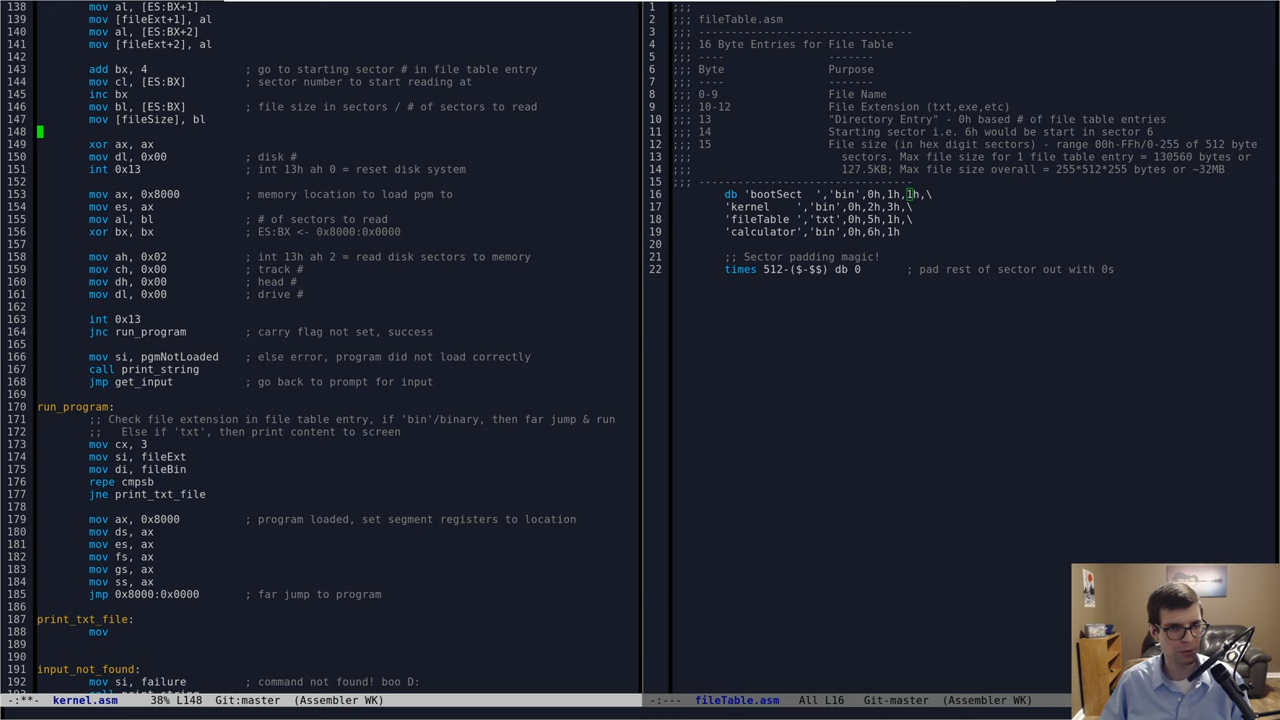 138 mov al, [ES:BX+1]
139 mov [fileExt+1], al
140 mov al, [ES:BX+2]
141 mov [fileExt+2], al
142
143 add bx, 4 ; go to starting sector # in file table entry
144 mov cl, [ES:BX] ; sector number to start reading at
145 inc bx
146 mov bl, [ES:BX] ; file size in sectors / # of sectors to read
147 mov [fileSize], bl
148
149 xor ax, ax
150 mov dl, 0x00 ; disk #
151 int 0x13 ; int 13h ah 0 = reset disk system
152
153 mov ax, 0x8000 ; memory location to load pgm to
154 mov es, ax
155 mov al, bl ; # of sectors to read
156 xor bx, bx ; ES:BX <- 0x8000:0x0000
157
158 mov ah, 0x02 ; int 13h ah 2 = read disk sectors to memory
159 mov ch, 0x00 ; track #
160 mov dh, 0x00 ; head #
161 mov dl, 0x00 ; drive #
162
163 int 0x13
164 jnc run_program ; carry flag not set, success
165
166 mov si, pgmNotLoaded ; else error, program did not load correctly
167 call print_string
168 jmp get_input ; go back to prompt for input
169
170 run_program:
171 ;; Check file extension in file table entry, if 'bin'/binary, then far jump & run
172 ;; Else if 'txt', then print content to screen
173 mov cx, 3
174 mov si, fileExt
175 mov di, fileBin
176 repe cmpsb
177 jne print_txt_file
178
179 mov ax, 0x8000 ; program loaded, set segment registers to location
180 mov ds, ax
181 mov es, ax
182 mov fs, ax
183 mov gs, ax
184 mov ss, ax
185 jmp 0x8000:0x0000 ; far jump to program
186
187 print_txt_file:
188 mov
189
190
191 input_not_found:
192 mov si, failure ; command not found! boo D:
193 call print_string
-:**- kernel.asm 38% L148 Git:master (Assembler WK)
1 ;;;
2 ;;; fileTable.asm
3 ;;; ---------------------------------
4 ;;; 16 Byte Entries for File Table
5 ;;; ---- -------
6 ;;; Byte Purpose
7 ;;; ---- -------
8 ;;; 0-9 File Name
9 ;;; 10-12 File Extension (txt,exe,etc)
10 ;;; 13 "Directory Entry" - 0h based # of file table entries
11 ;;; 14 Starting sector i.e. 6h would be start in sector 6
12 ;;; 15 File size (in hex digit sectors) - range 00h-FFh/0-255 of 512 byte
13 ;;; sectors. Max file size for 1 file table entry = 130560 bytes or
14 ;;; 127.5KB; Max file size overall = 255*512*255 bytes or ~32MB
15 ;;; ---------------------------------
16 db 'bootSect ','bin',0h,1h,1h,\
17 'kernel ','bin',0h,2h,3h,\
18 'fileTable ','txt',0h,5h,1h,\
19 'calculator','bin',0h,6h,1h
20
21 ;; Sector padding magic!
22 times 512-($-$$) db 0 ; pad rest of sector out with 0s
-:--- fileTable.asm All L16 Git-master (Assembler WK)